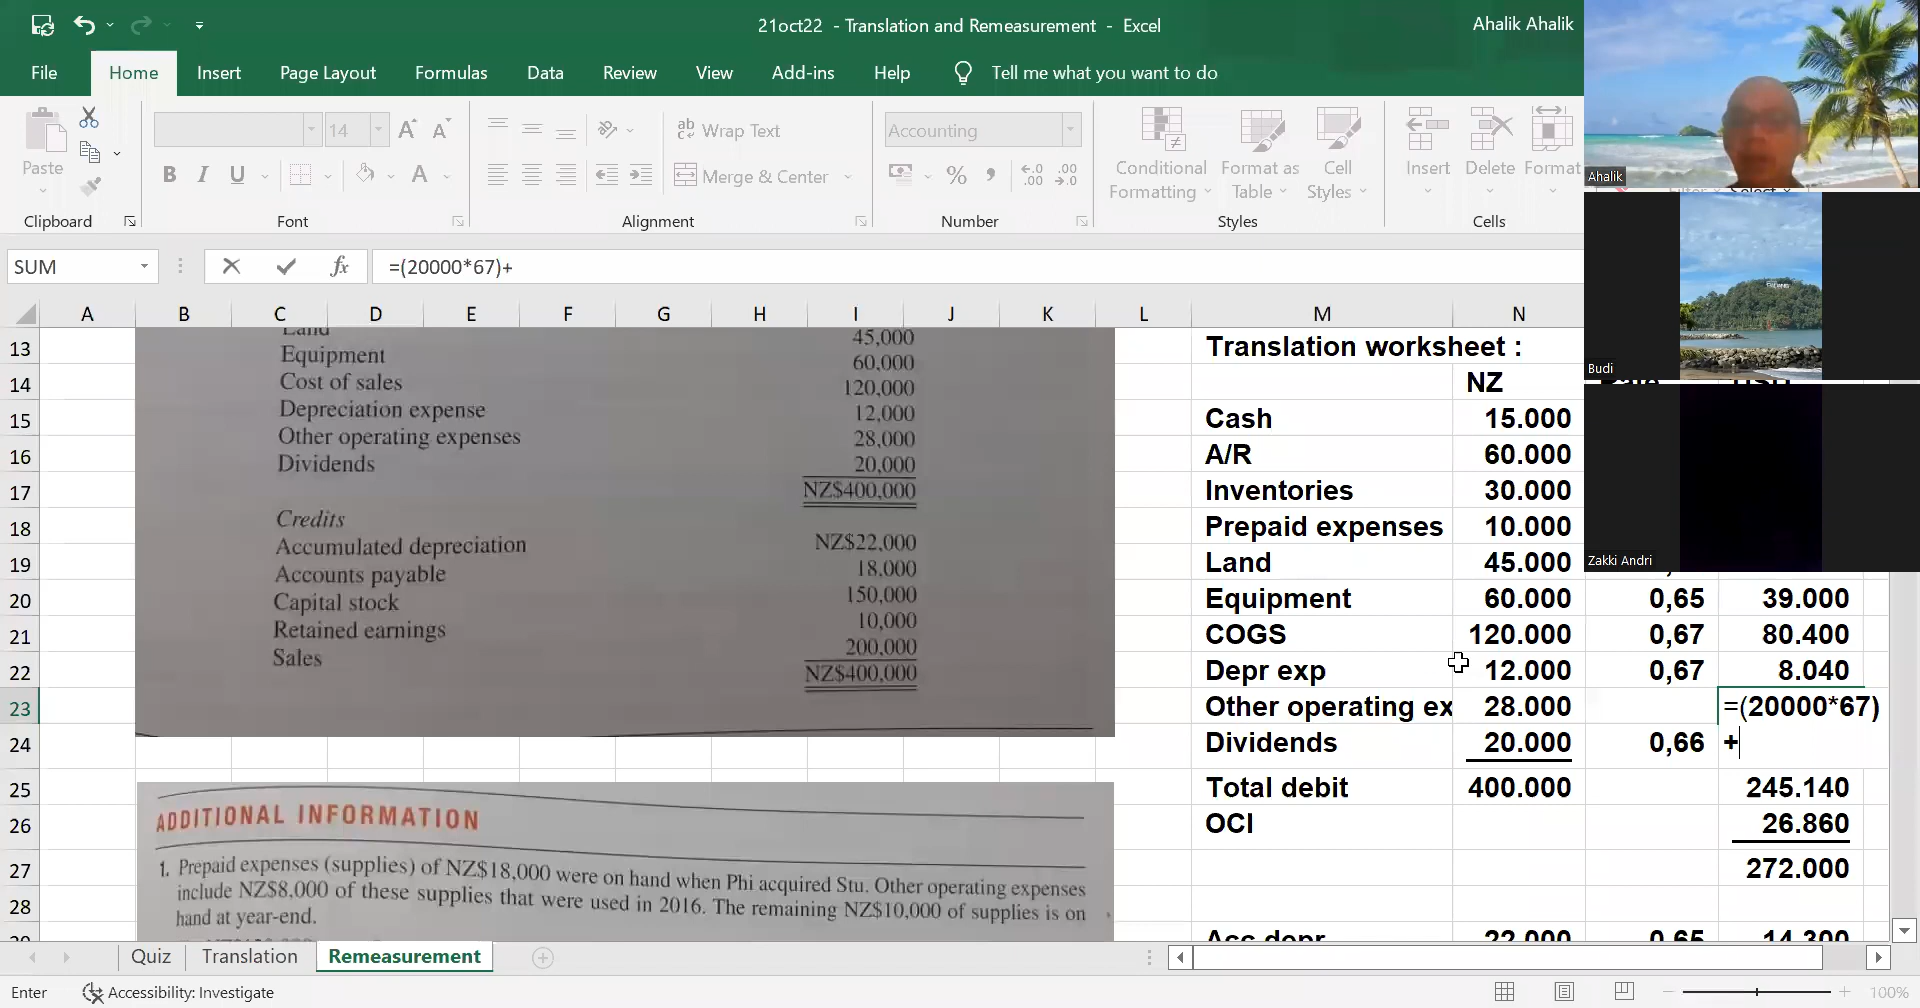 21oct22 - Translation and Remeasurement - Excel
Ahalik Ahalik
File Home Insert Page Layout Formulas Data Review View Add-ins Help Tell me what you want to do
14
Wrap Text
Accounting
Paste
Merge & Center
Conditional Formatting
Format as Table
Cell Styles
Insert
Delete
Format
Clipboard
Font
Alignment
Number
Styles
Cells
Ahalik
Budi
Zakki Andri
SUM
fx
=(20000*67)+
A B C D E F G H I J K L M N
13
14
15
16
17
18
19
20
21
22
23
24
25
26
27
28
Land 45,000
Equipment 60,000
Cost of sales 120,000
Depreciation expense 12,000
Other operating expenses 28,000
Dividends 20,000
NZ$400,000
Credits
Accumulated depreciation NZ$22,000
Accounts payable 18,000
Capital stock 150,000
Retained earnings 10,000
Sales 200,000
NZ$400,000
ADDITIONAL INFORMATION
1. Prepaid expenses (supplies) of NZ$18,000 were on hand when Phi acquired Stu. Other operating expenses
include NZ$8,000 of these supplies that were used in 2016. The remaining NZ$10,000 of supplies is on
hand at year-end.
Translation worksheet :
NZ
Cash 15.000
A/R 60.000
Inventories 30.000
Prepaid expenses 10.000
Land 45.000
Equipment 60.000 0,65 39.000
COGS 120.000 0,67 80.400
Depr exp 12.000 0,67 8.040
Other operating ex 28.000 =(20000*67)
Dividends 20.000 0,66 +
Total debit 400.000 245.140
OCI 26.860
272.000
Acc depr 22.000 0,65 14.300
Quiz Translation Remeasurement
Enter
Accessibility: Investigate
100%